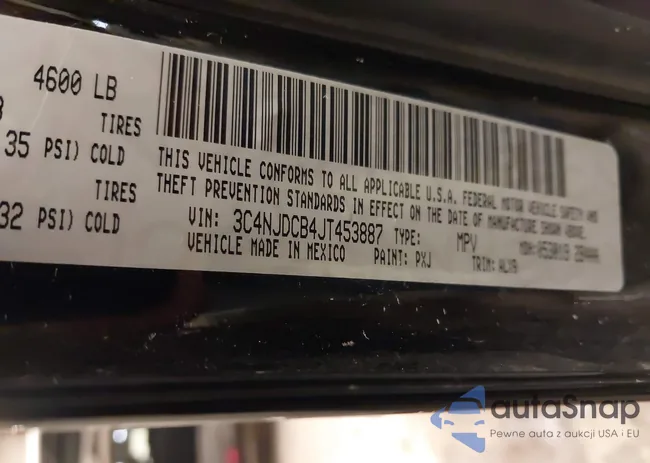 4600 LB
TIRES
35 PSI) COLD
TIRES
32 PSI) COLD
THIS VEHICLE CONFORMS TO ALL APPLICABLE U.S.A. FEDERAL MOTOR VEHICLE SAFETY AND
THEFT PREVENTION STANDARDS IN EFFECT ON THE DATE OF MANUFACTURE SHOWN ABOVE.
VIN: 3C4NJDCB4JT453887 TYPE: MPV
VEHICLE MADE IN MEXICO PAINT: PXJ TRIM: ALX9
autaSnap
Pewne auta z aukcji USA i EU